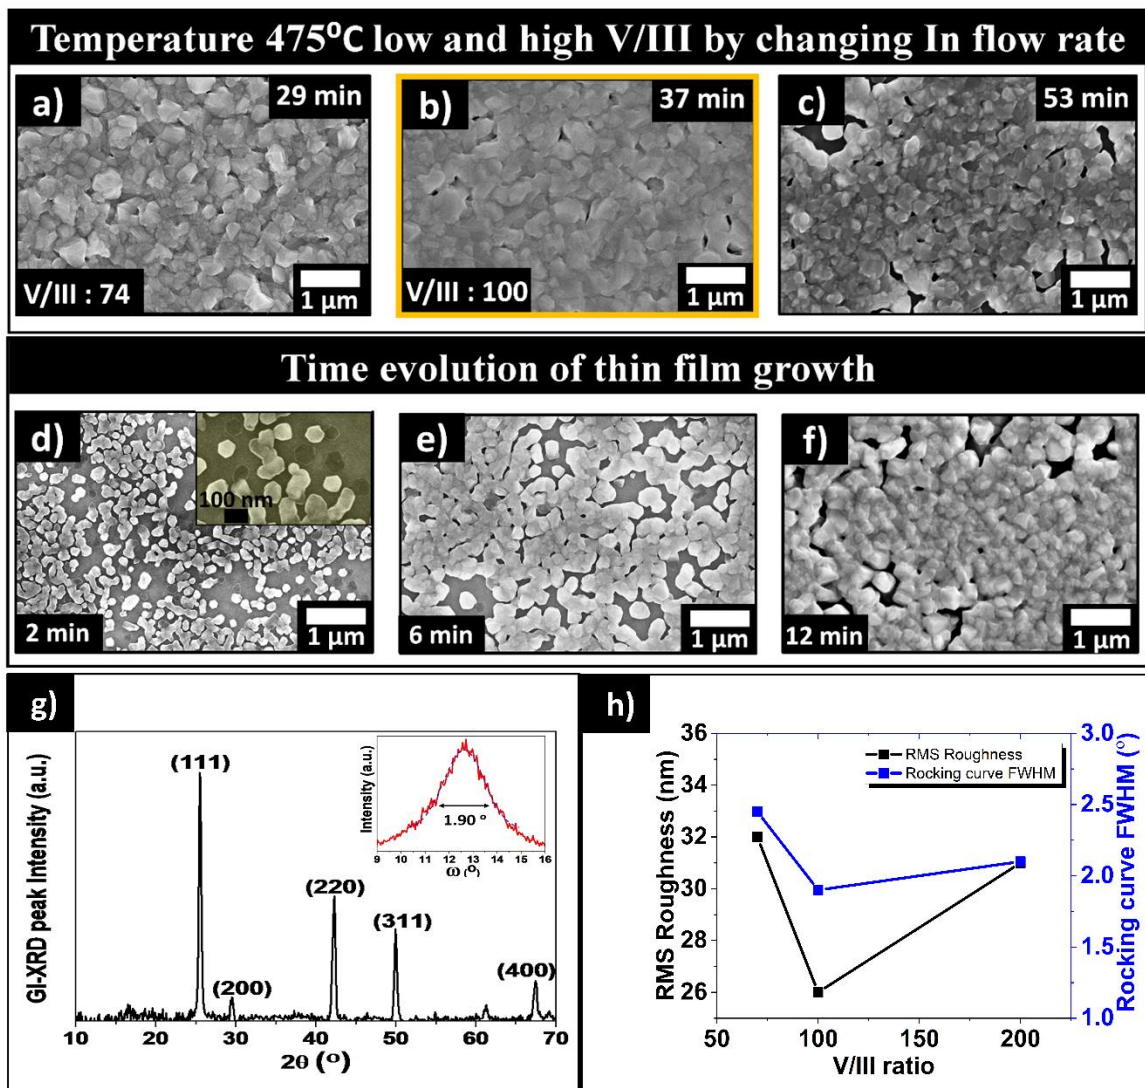 Temperature 475⁰C low and high V/III by changing In flow rate
a)
29 min
V/III : 74
1 µm
b)
37 min
V/III : 100
1 µm
c)
53 min
1 µm
Time evolution of thin film growth
d)
100 nm
2 min
1 µm
e)
6 min
1 µm
f)
12 min
1 µm
g)
GI-XRD peak Intensity (a.u.)
(111)
(200)
(220)
(311)
(400)
10 20 30 40 50 60 70
2θ (⁰)
Intensity (a.u.)
1.90 º
9 10 11 12 13 14 15 16
ω (⁰)
h)
RMS Roughness (nm)
36
34
32
30
28
26
RMS Roughness
Rocking curve FWHM
3.0
2.5
2.0
1.5
1.0
Rocking curve FWHM (º)
50 100 150 200
V/III ratio